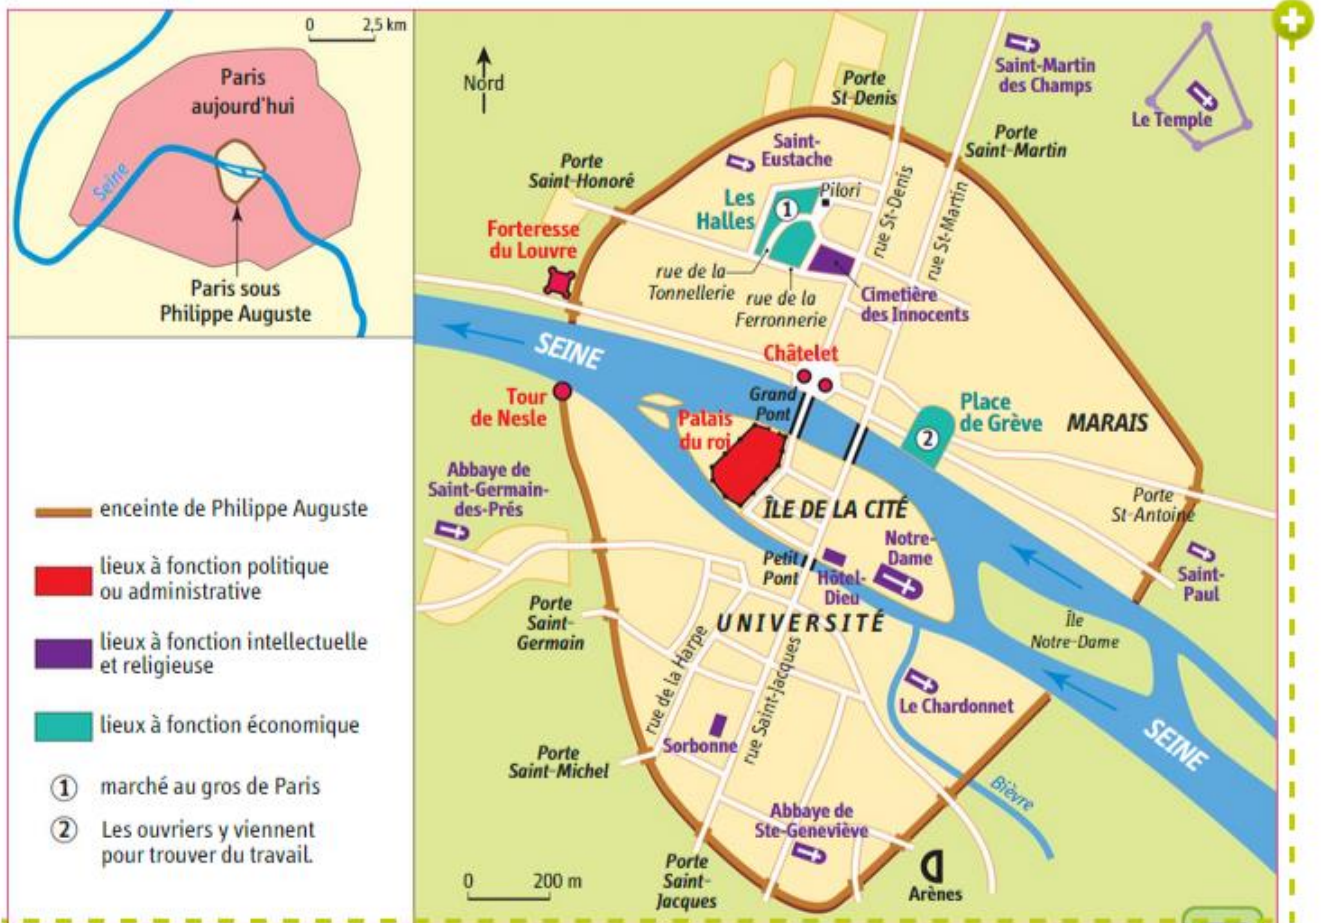 0 2,5 km
Paris
aujourd'hui
Seine
Paris sous
Philippe Auguste
enceinte de Philippe Auguste
lieux à fonction politique
ou administrative
lieux à fonction intellectuelle
et religieuse
lieux à fonction économique
1 marché au gros de Paris
2 Les ouvriers y viennent
pour trouver du travail.
Nord
Porte
St-Denis
Saint-Martin
des Champs
Le Temple
Porte
Saint-Martin
Saint-
Eustache
Porte
Saint-Honoré
Les
Halles
1
Pilori
rue St-Denis
rue St-Martin
Forteresse
du Louvre
rue de la
Tonnellerie
rue de la
Ferronnerie
Cimetière
des Innocents
SEINE
Châtelet
Tour
de Nesle
Grand
Pont
Palais
du roi
Place
de Grève
2
MARAIS
Abbaye de
Saint-Germain-
des-Prés
ÎLE DE LA CITÉ
Porte
St-Antoine
Petit
Pont
Hôtel-
Dieu
Notre-
Dame
Saint-
Paul
Porte
Saint-
Germain
UNIVERSITÉ
Île
Notre-Dame
rue de la Harpe
rue Saint-Jacques
Le Chardonnet
SEINE
Sorbonne
Porte
Saint-Michel
Bièvre
Abbaye de
Ste-Geneviève
Porte
Saint-
Jacques
Arènes
0 200 m